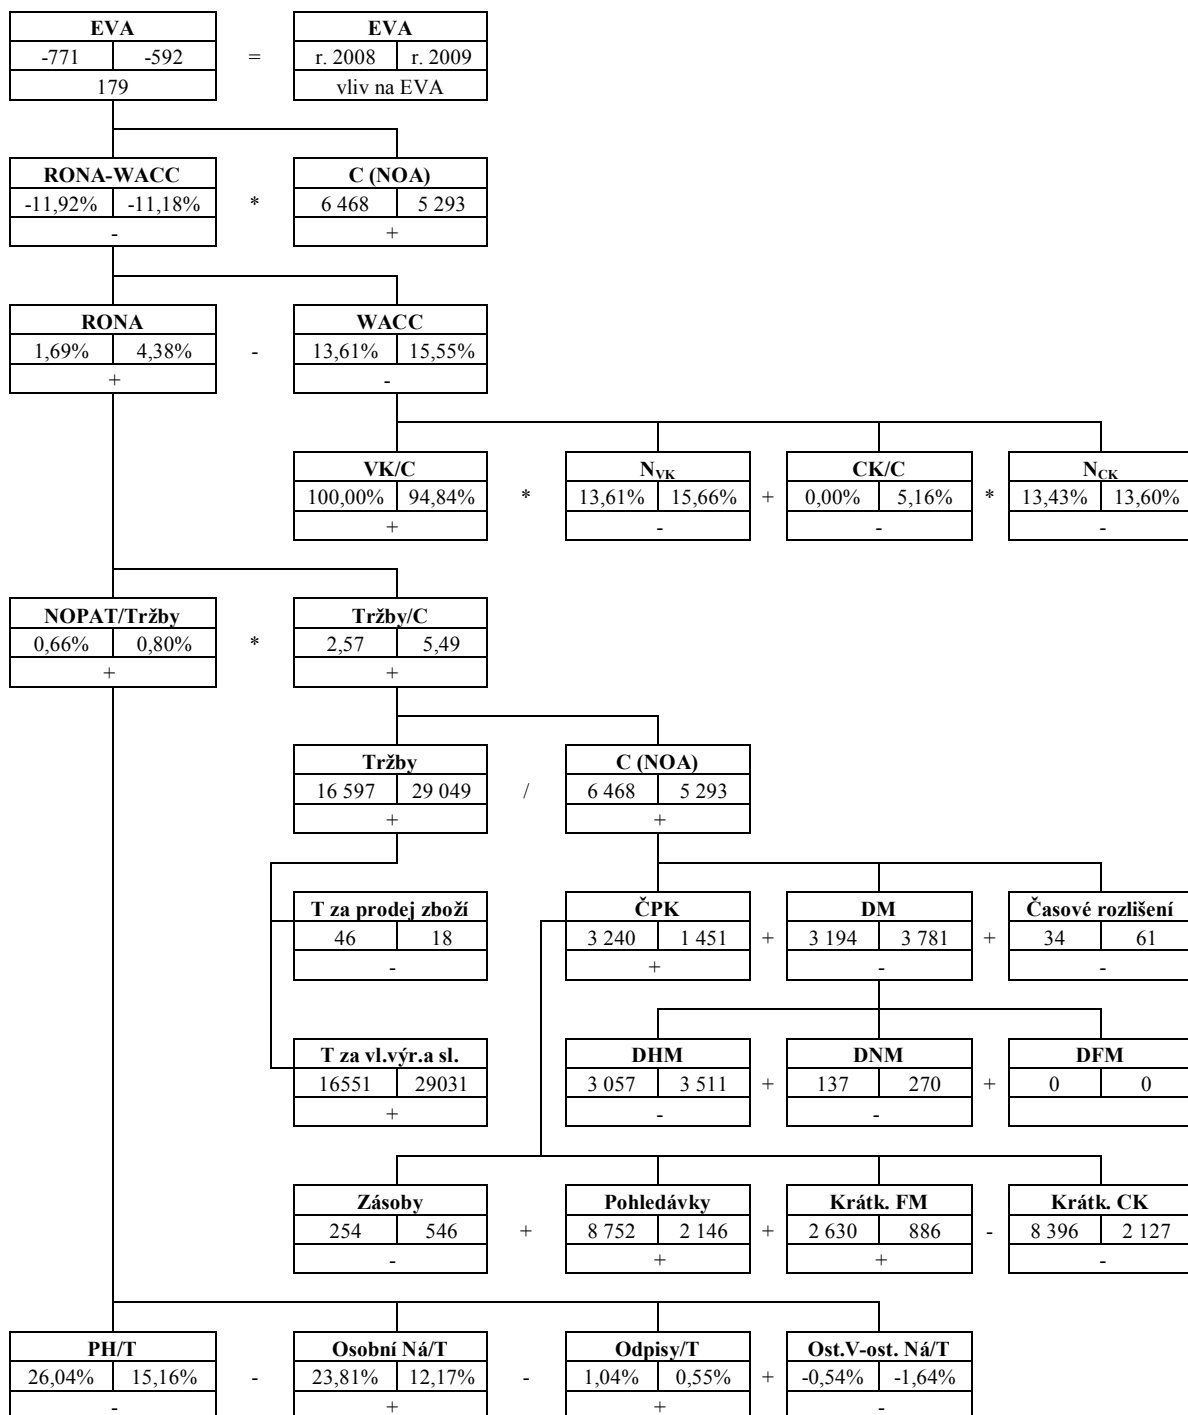 EVA EVA
-771 -592 = r. 2008 r. 2009
179 vliv na EVA
RONA-WACC C (NOA)
-11,92% -11,18% * 6 468 5 293
- +
RONA WACC
1,69% 4,38% - 13,61% 15,55%
+ -
VK/C N_VK CK/C N_CK
100,00% 94,84% * 13,61% 15,66% + 0,00% 5,16% * 13,43% 13,60%
+ - - -
NOPAT/Tržby Tržby/C
0,66% 0,80% * 2,57 5,49
+ +
Tržby C (NOA)
16 597 29 049 / 6 468 5 293
+ +
T za prodej zboží ČPK DM Časové rozlišení
46 18 3 240 1 451 + 3 194 3 781 + 34 61
- + - -
T za vl.výr.a sl. DHM DNM DFM
16551 29031 3 057 3 511 + 137 270 + 0 0
+ - -
Zásoby Pohledávky Krátk. FM Krátk. CK
254 546 + 8 752 2 146 + 2 630 886 - 8 396 2 127
- + + -
PH/T Osobní Ná/T Odpisy/T Ost.V-ost. Ná/T
26,04% 15,16% - 23,81% 12,17% - 1,04% 0,55% + -0,54% -1,64%
- + + -